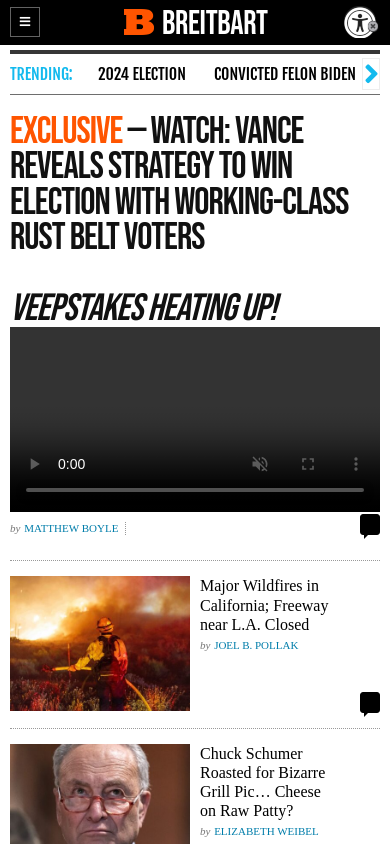 BREITBART
TRENDING:
2024 ELECTION
CONVICTED FELON BIDEN
EXCLUSIVE — WATCH: VANCE
REVEALS STRATEGY TO WIN
ELECTION WITH WORKING-CLASS
RUST BELT VOTERS
VEEPSTAKES HEATING UP!
0:00
by MATTHEW BOYLE
Major Wildfires in
California; Freeway
near L.A. Closed
by JOEL B. POLLAK
Chuck Schumer
Roasted for Bizarre
Grill Pic… Cheese
on Raw Patty?
by ELIZABETH WEIBEL